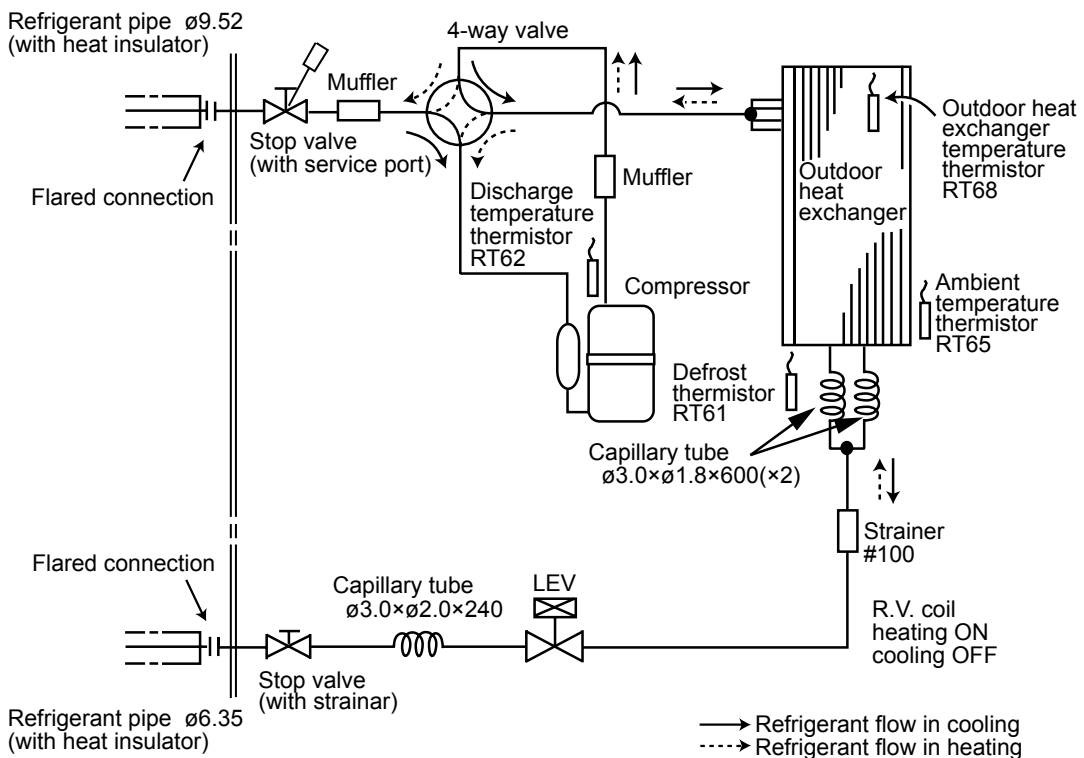 Refrigerant pipe ø9.52
(with heat insulator)
4-way valve
Muffler
Stop valve
(with service port)
Flared connection
Outdoor heat
exchanger
temperature
thermistor
RT68
Outdoor
heat
exchanger
Muffler
Discharge
temperature
thermistor
RT62
Compressor
Ambient
temperature
thermistor
RT65
Defrost
thermistor
RT61
Capillary tube
ø3.0×ø1.8×600(×2)
Strainer
#100
Flared connection
Capillary tube
ø3.0×ø2.0×240
LEV
R.V. coil
heating ON
cooling OFF
Stop valve
(with strainar)
Refrigerant pipe ø6.35
(with heat insulator)
Refrigerant flow in cooling
Refrigerant flow in heating